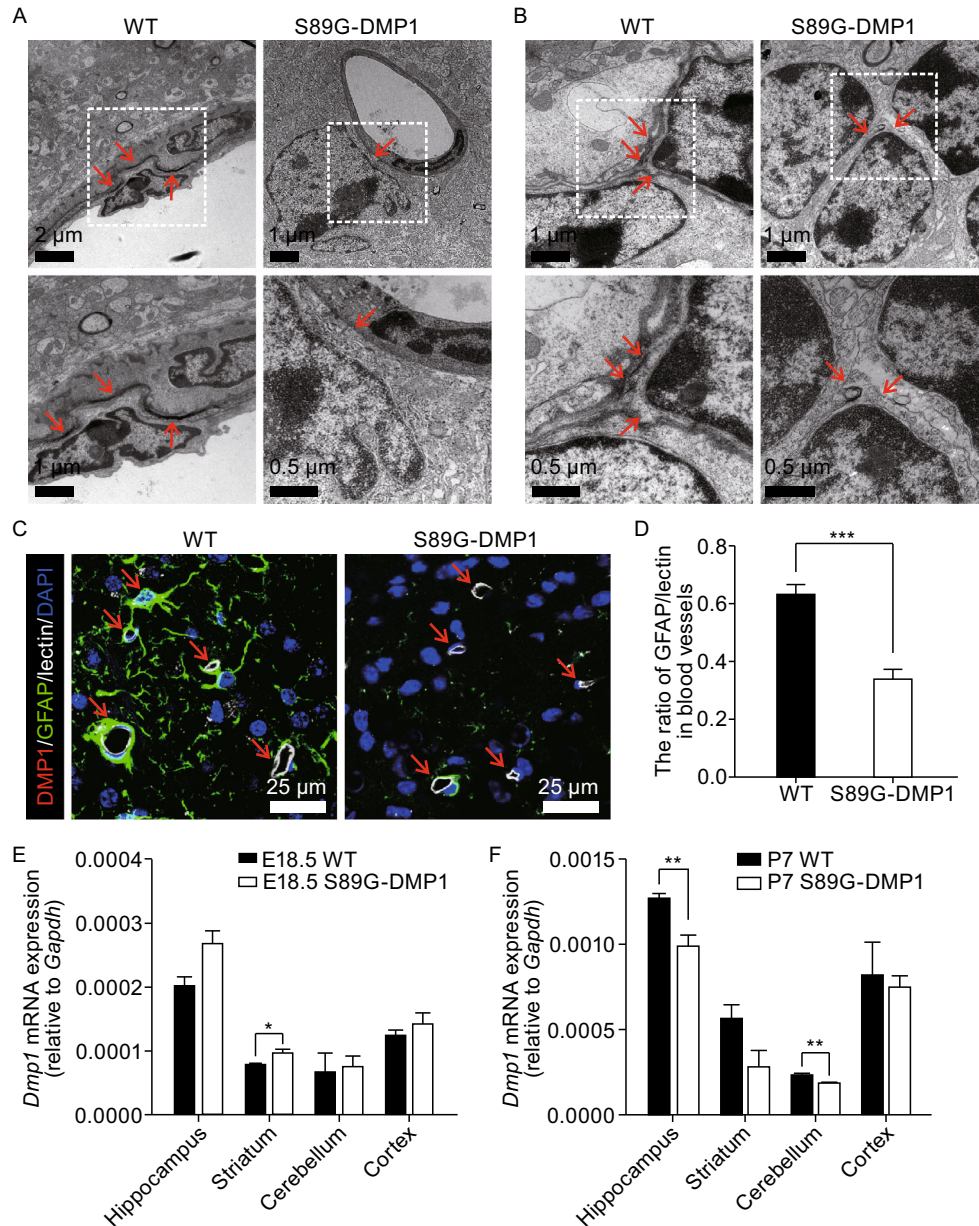 A
WT
S89G-DMP1
2 µm
1 µm
1 µm
0.5 µm
B
WT
S89G-DMP1
1 µm
1 µm
0.5 µm
0.5 µm
C
WT
S89G-DMP1
DMP1/GFAP/lectin/DAPI
25 µm
25 µm
D
The ratio of GFAP/lectin
in blood vessels
0.8
0.6
0.4
0.2
0.0
***
WT
S89G-DMP1
E
Dmp1 mRNA expression
(relative to Gapdh)
0.0004
0.0003
0.0002
0.0001
0.0000
E18.5 WT
E18.5 S89G-DMP1
*
Hippocampus
Striatum
Cerebellum
Cortex
F
Dmp1 mRNA expression
(relative to Gapdh)
0.0015
0.0010
0.0005
0.0000
P7 WT
P7 S89G-DMP1
**
**
Hippocampus
Striatum
Cerebellum
Cortex